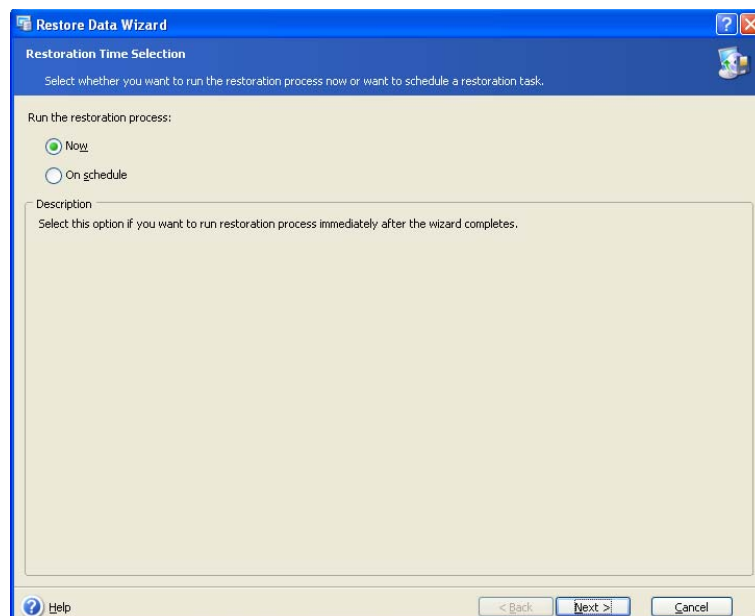 Restore Data Wizard
Restoration Time Selection
Select whether you want to run the restoration process now or want to schedule a restoration task.
Run the restoration process:
Now
On schedule
Description
Select this option if you want to run restoration process immediately after the wizard completes.
Help
< Back
Next >
Cancel